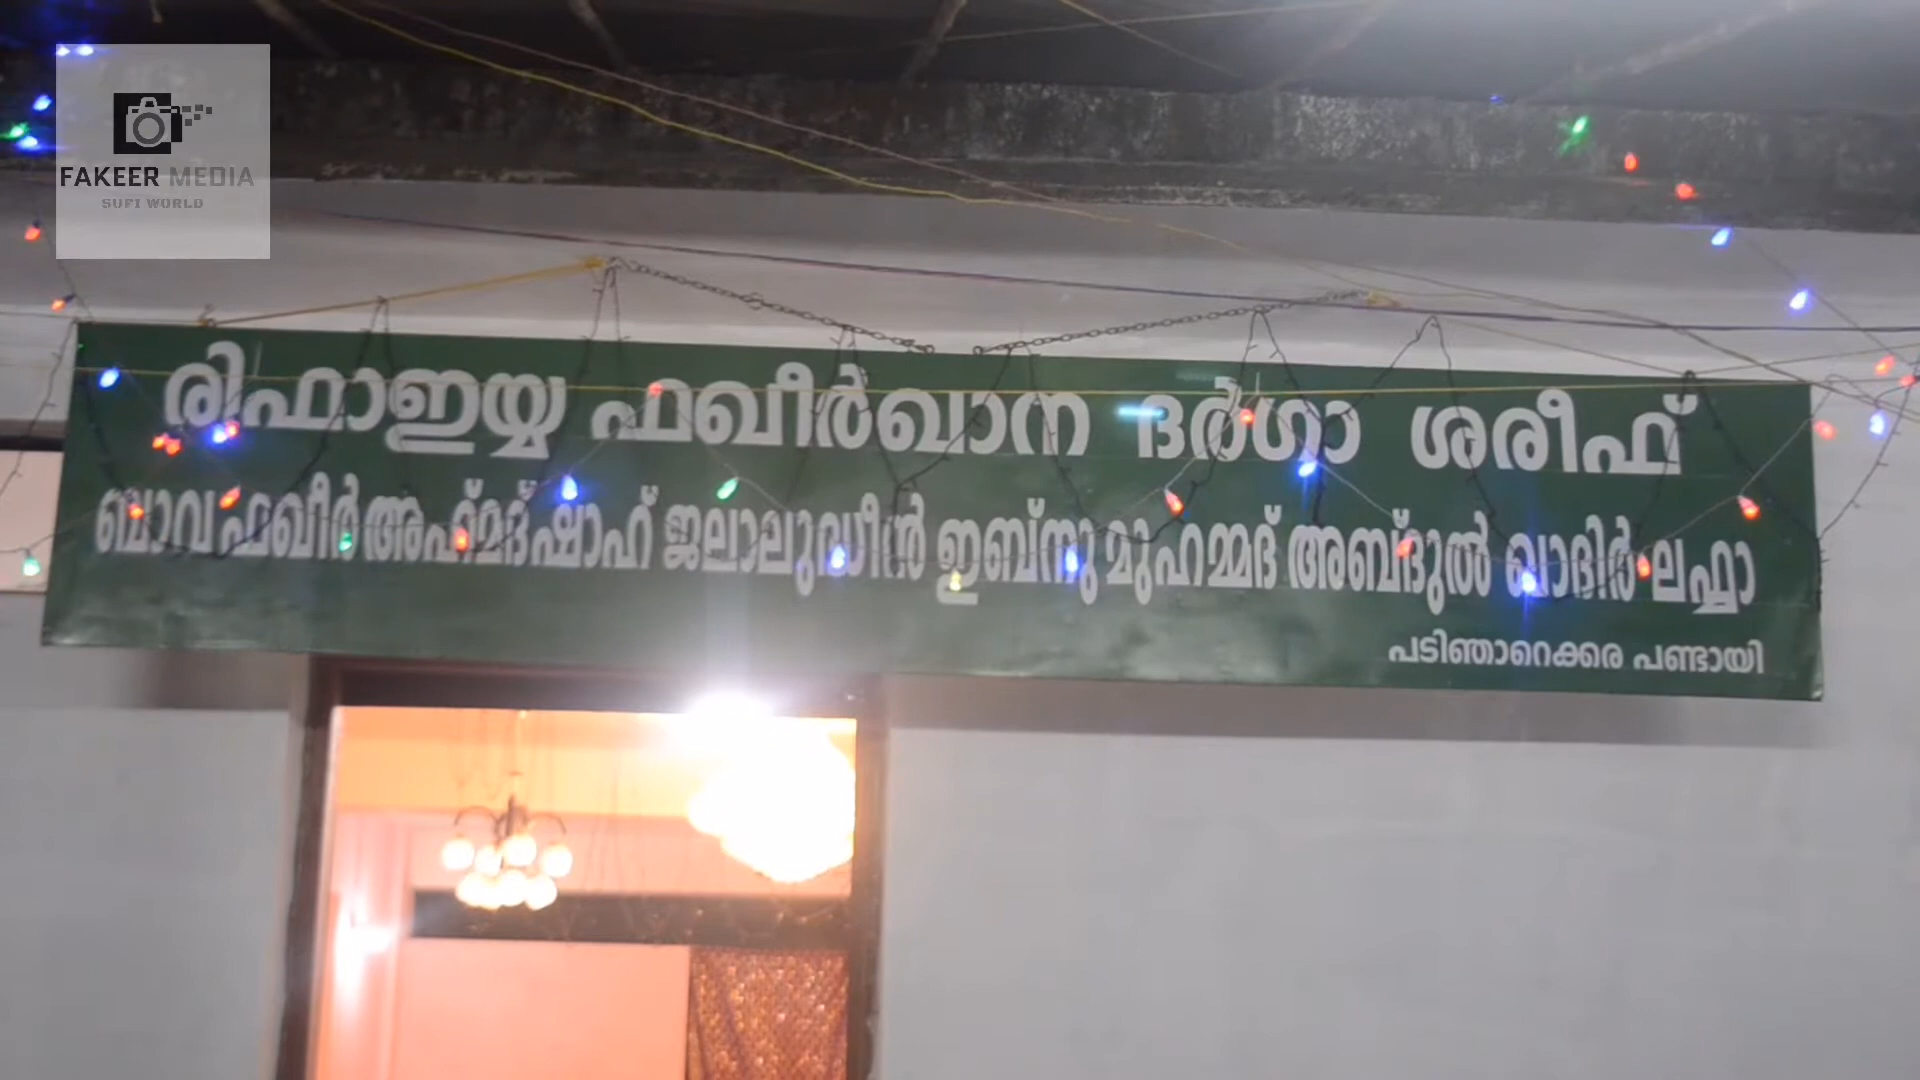 FAKEER MEDIA
SUFI WORLD
രിഫാഇയ്യ ഫഖീർഖാന ദർഗാ ശരീഫ്
ബാവ ഫഖീർ അഹ്മദ്ഷാഹ് ജലാലുദ്ധീൻ ഇബ്നു മുഹമ്മദ് അബ്ദുൽ ഖാദിർ ലഫ്ഫാ
പടിഞ്ഞാറെക്കര പണ്ടായി